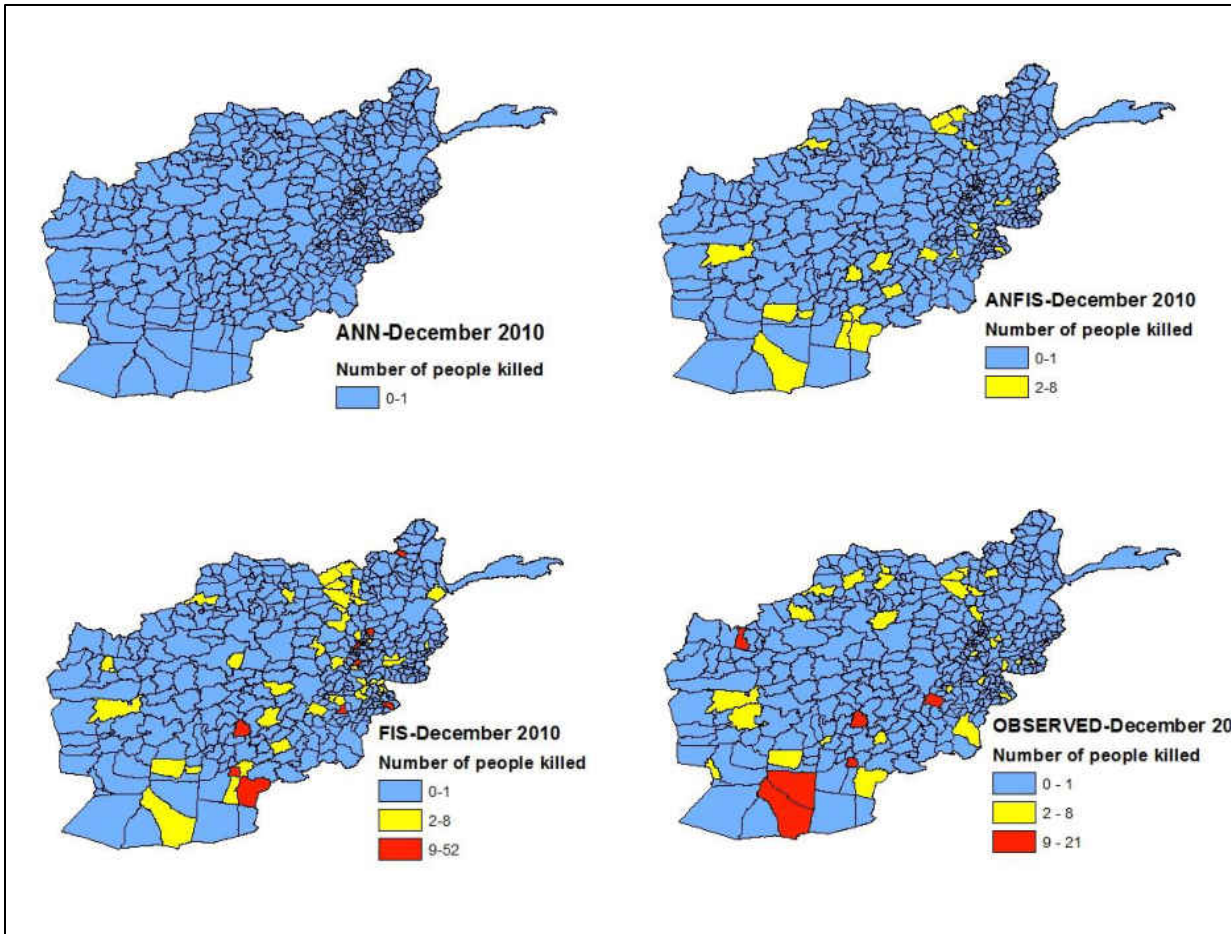 ANN-December 2010
Number of people killed
0-1
ANFIS-December 2010
Number of people killed
0-1
2-8
FIS-December 2010
Number of people killed
0-1
2-8
9-52
OBSERVED-December 20
Number of people killed
0 - 1
2 - 8
9 - 21